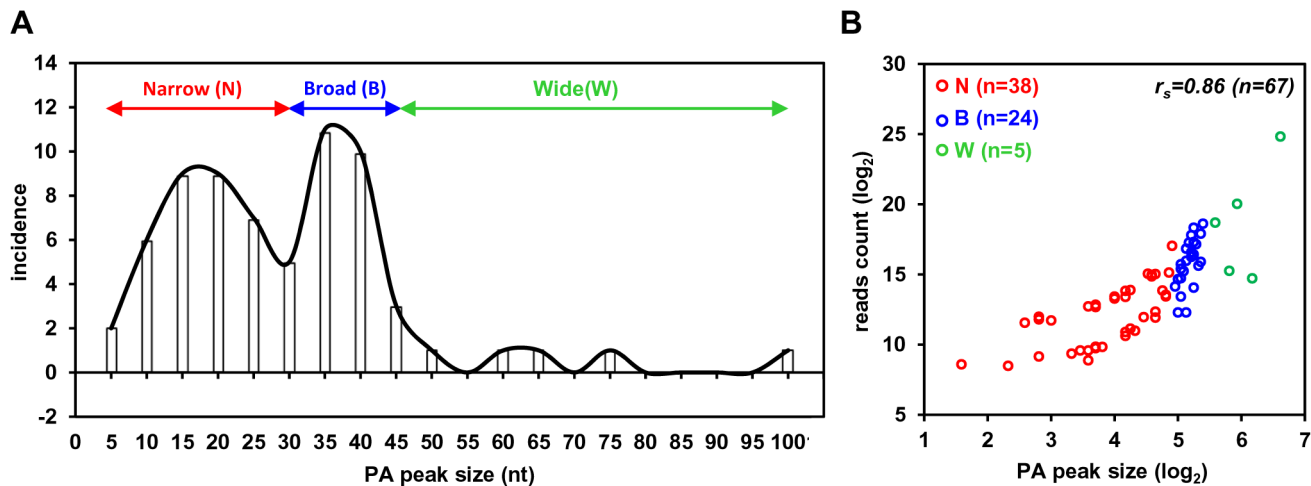 A
14
12
10
8
6
4
2
0
-2
incidence
Narrow (N)
Broad (B)
Wide(W)
0 5 10 15 20 25 30 35 40 45 50 55 60 65 70 75 80 85 90 95 100
PA peak size (nt)
B
30
25
20
15
10
5
reads count (log2)
N (n=38)
B (n=24)
W (n=5)
rs=0.86 (n=67)
1 2 3 4 5 6 7
PA peak size (log2)